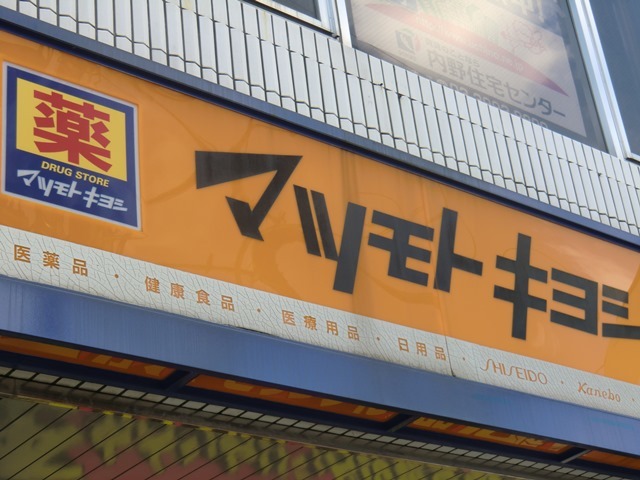 内野住宅センター
薬
DRUG STORE
マツモトキヨシ
マツモトキヨシ
医薬品・健康食品・医療用品・日用品・SHISEIDO・Kanebo